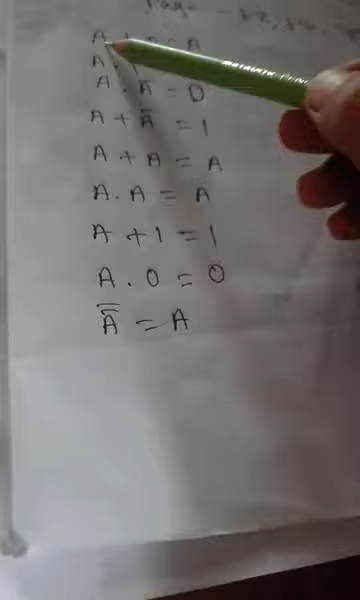 A = A
A
A . A̅ = 0
A + A̅ = 1
A + A = A
A . A = A
A + 1 = 1
A . 0 = 0
A̿ = A